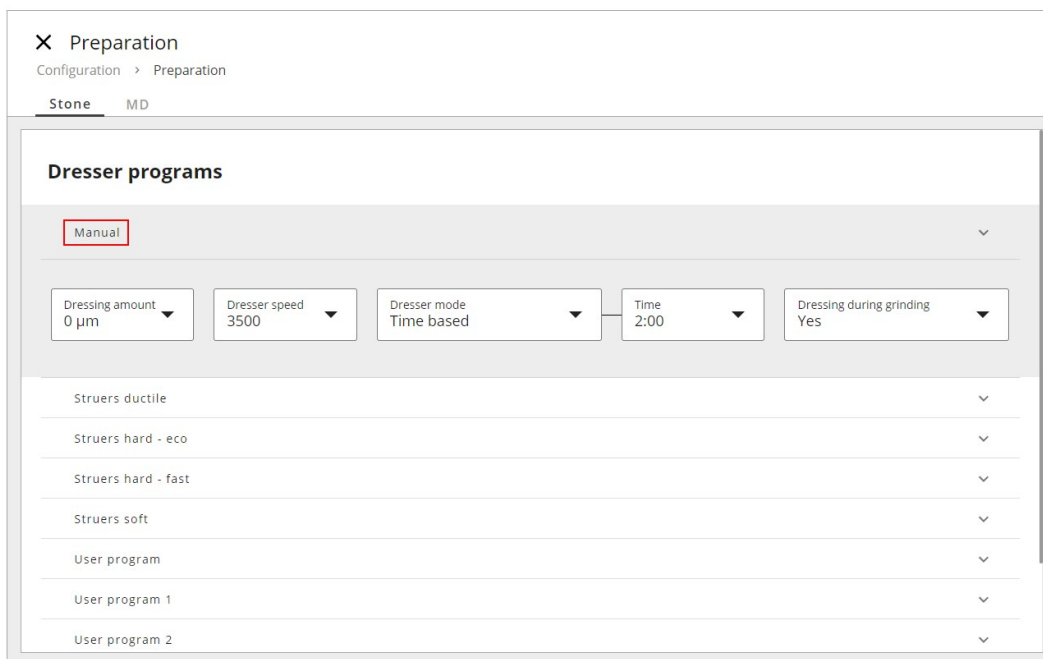 Preparation
Configuration > Preparation
Stone MD
Dresser programs
Manual
Dressing amount Dresser speed Dresser mode Time Dressing during grinding
0 µm 3500 Time based 2:00 Yes
Struers ductile
Struers hard - eco
Struers hard - fast
Struers soft
User program
User program 1
User program 2